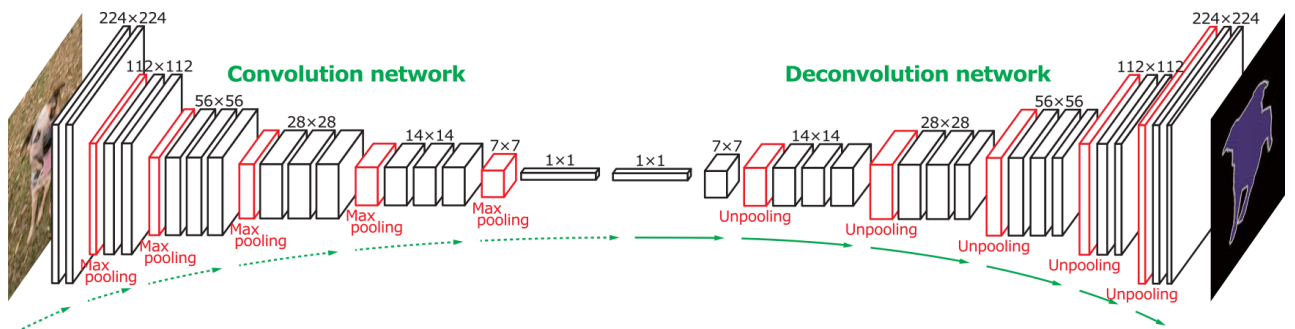 224×224
112×112
56×56
28×28
14×14
7×7
1×1
1×1
7×7
14×14
28×28
56×56
112×112
224×224
Convolution network
Deconvolution network
Max
pooling
Max
pooling
Max
pooling
Max
pooling
Max
pooling
Unpooling
Unpooling
Unpooling
Unpooling
Unpooling